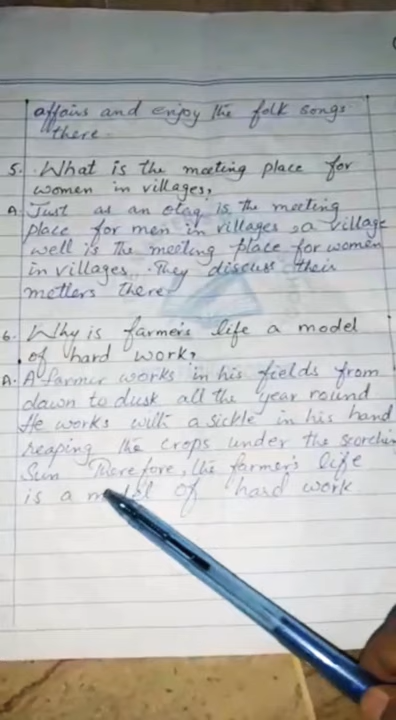 affairs and enjoy the folk songs
there.
5. What is the meeting place for
women in villages,
A. Just as an otaq is the meeting
place for men in villages, a village
well is the meeting place for women
in villages. They discuss their
metters there
6. Why is farmer's life a model
of hard work,
A. A farmer works in his fields from
dawn to dusk all the year round
He works with a sickle in his hand
reaping the crops under the scorchin
Sun Therefore, the farmer's life
is a model of hard work